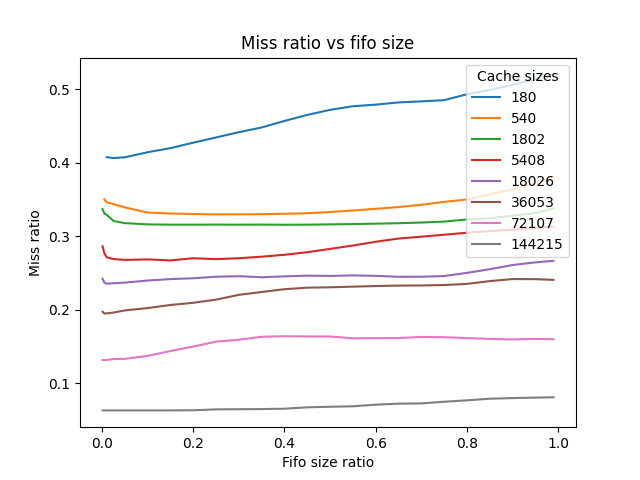 Miss ratio vs fifo size
Cache sizes
180
540
1802
5408
18026
36053
72107
144215
0.5
0.4
0.3
0.2
0.1
Miss ratio
0.0 0.2 0.4 0.6 0.8 1.0
Fifo size ratio